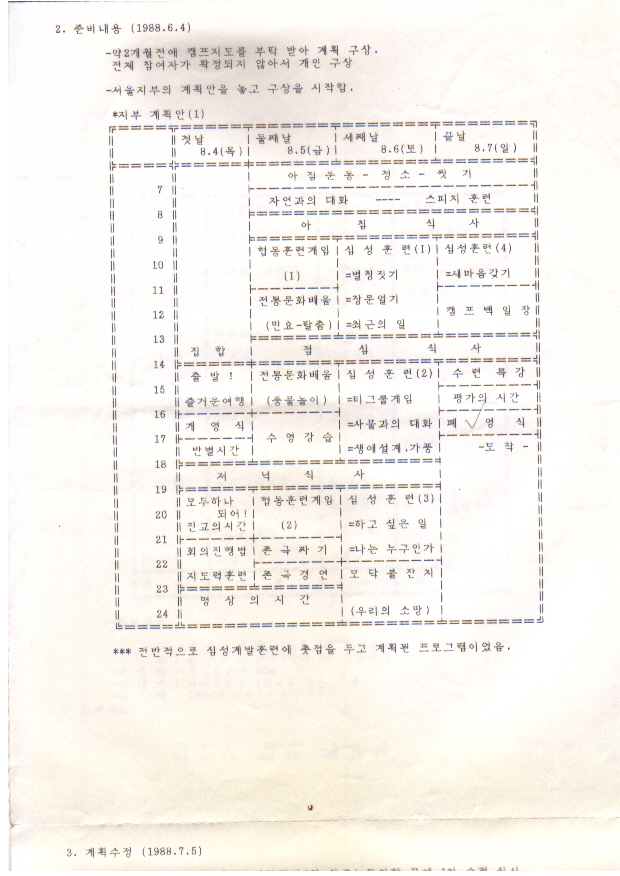 2. 준비내용 (1988.6.4)
-약2개월전에 캠프지도를 부탁 받아 계획 구상.
전체 참여자가 확정되지 않아서 개인 구상
-서울지부의 계획안을 놓고 구상을 시작함.
*지부 계획안(1)
첫날 둘째날 세째날 끝날
8.4(목) 8.5(금) 8.6(토) 8.7(일)
아침운동 - 청소 - 씻기
7
자연과의 대화 ---- 스피치 훈련
8
아 침 식 사
9
협동훈련게임 심성훈련(1) 심성훈련(4)
10
(1) =별칭짓기 =새마음갖기
11
전통문화배움 =창문열기
캠프백일장
12
(민요-탈춤) =최근의 일
13
집합 점 심 식 사
14
출발! 전통문화배움 심성훈련(2) 수련특강
15
즐거운여행 (풍물놀이) =티그룹게임 평가의시간
16
개영식 =사물과의 대화 폐영식
수영강습
17
반별시간 =생애설계,가풍 -도착-
18
저 녁 식 사
19
모두하나 협동훈련게임 심성훈련(3)
되어!
20
친교의시간 (2) =하고 싶은 일
21
회의진행법 촌극짜기 =나는 누구인가
22
지도력훈련 촌극경연 모닥불잔치
23
명상의 시간
(우리의 소망)
24
*** 전반적으로 심성계발훈련에 촛점을 두고 계획된 프로그램이었음.
3. 계획수정 (1988.7.5)